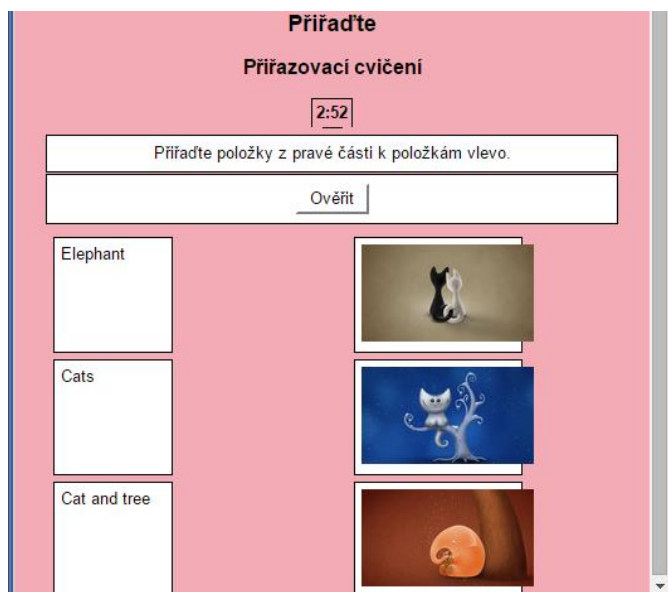 Přiřaďte
Přiřazovací cvičení
2:52
Přiřaďte položky z pravé části k položkám vlevo.
Ověřit
Elephant
Cats
Cat and tree